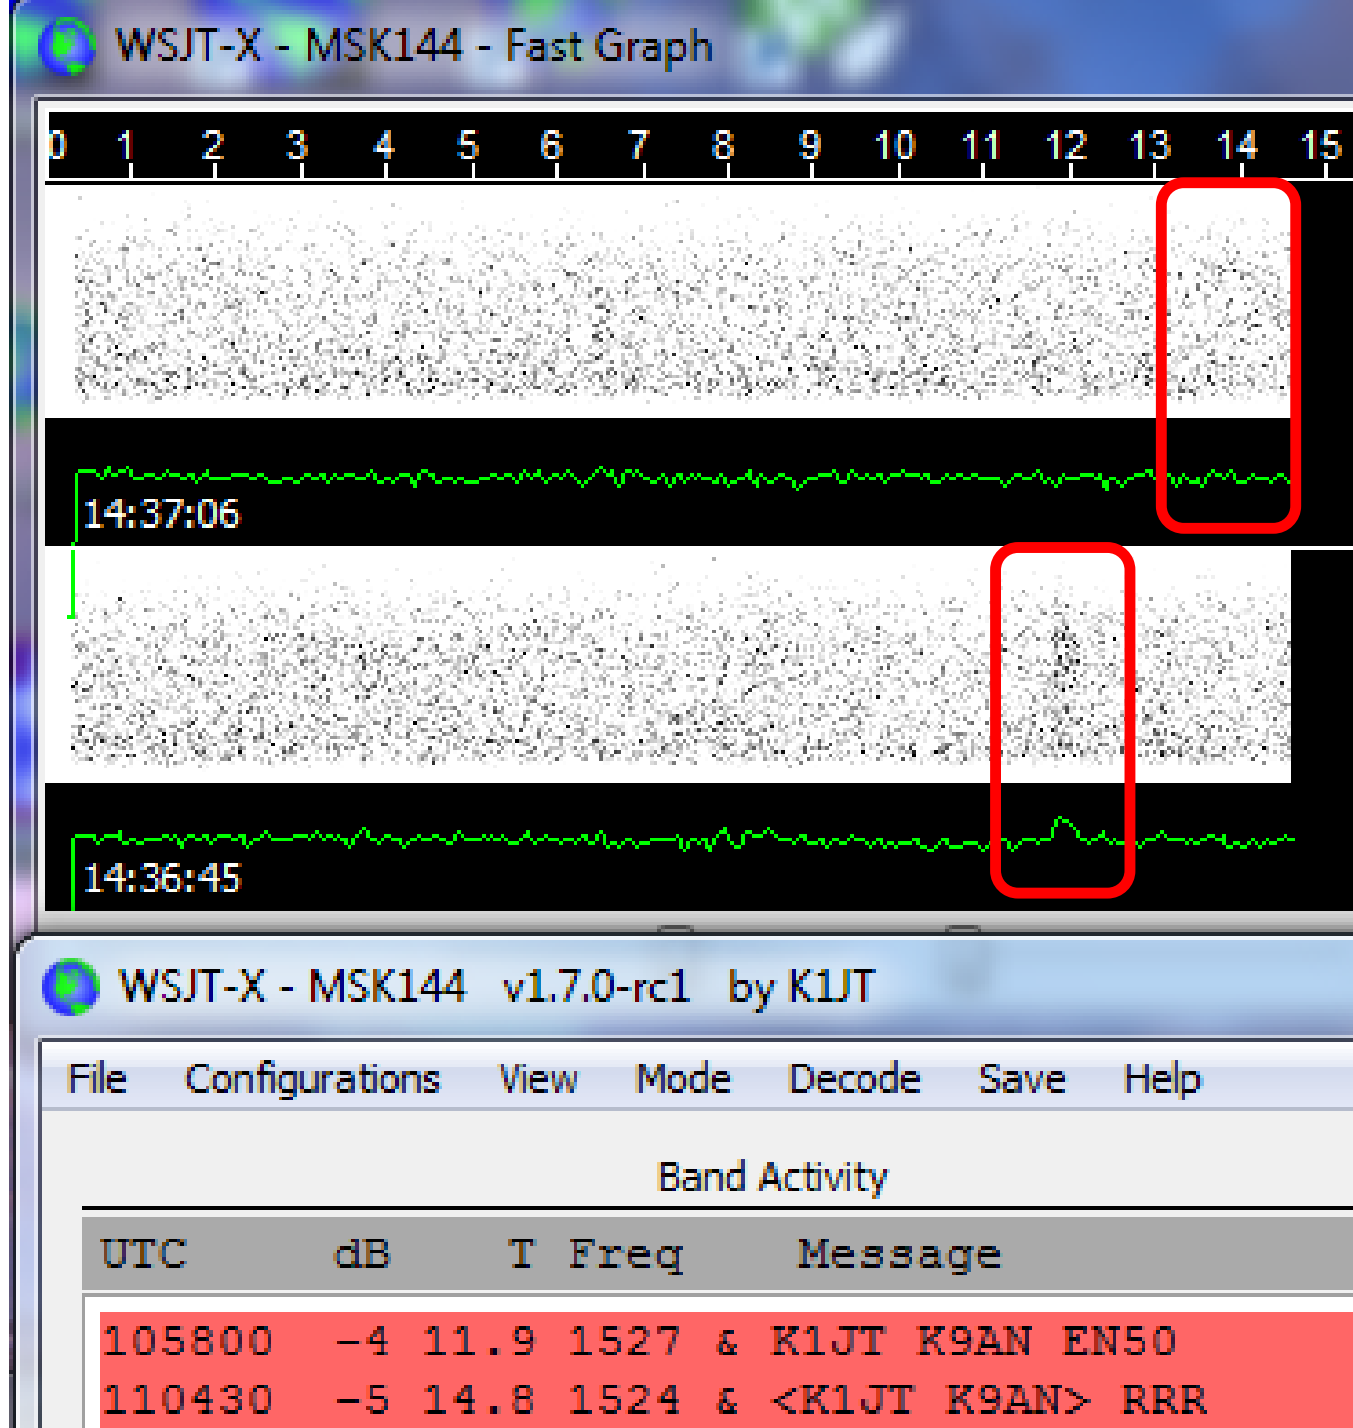 WSJT-X - MSK144 - Fast Graph
0 1 2 3 4 5 6 7 8 9 10 11 12 13 14 15
14:37:06
14:36:45
WSJT-X - MSK144 v1.7.0-rc1 by K1JT
File Configurations View Mode Decode Save Help
Band Activity
UTC dB T Freq Message
105800 -4 11.9 1527 & K1JT K9AN EN50
110430 -5 14.8 1524 & <K1JT K9AN> RRR